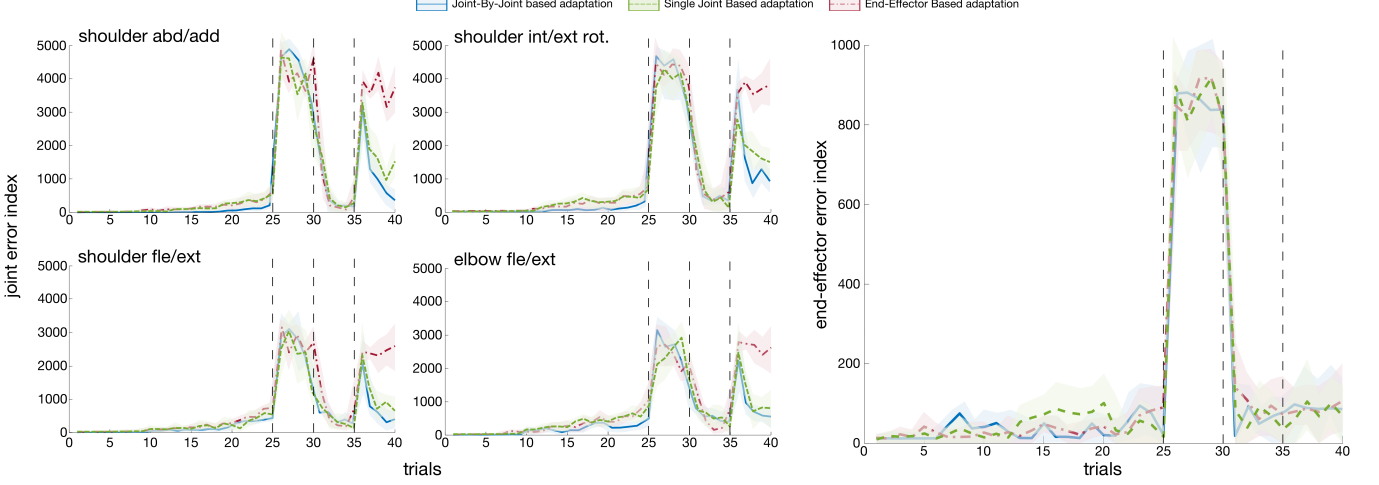 Joint-By-Joint based adaptation Single Joint Based adaptation End-Effector Based adaptation
shoulder abd/add
5000
4000
3000
2000
1000
0
0 5 10 15 20 25 30 35 40
shoulder int/ext rot.
5000
4000
3000
2000
1000
0
0 5 10 15 20 25 30 35 40
joint error index
shoulder fle/ext
5000
4000
3000
2000
1000
0
0 5 10 15 20 25 30 35 40
elbow fle/ext
5000
4000
3000
2000
1000
0
0 5 10 15 20 25 30 35 40
trials
end-effector error index
1000
800
600
400
200
0
0 5 10 15 20 25 30 35 40
trials